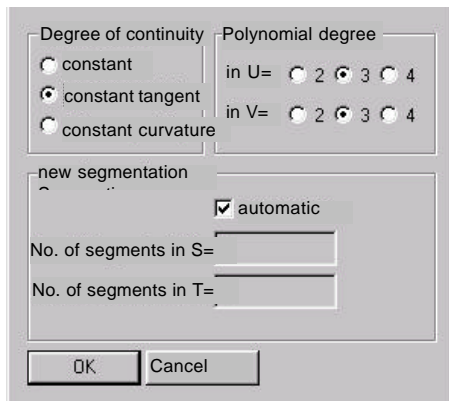 Degree of continuity
constant
constant tangent
constant curvature
Polynomial degree
in U= 2 3 4
in V= 2 3 4
new segmentation
automatic
No. of segments in S=
No. of segments in T=
OK Cancel